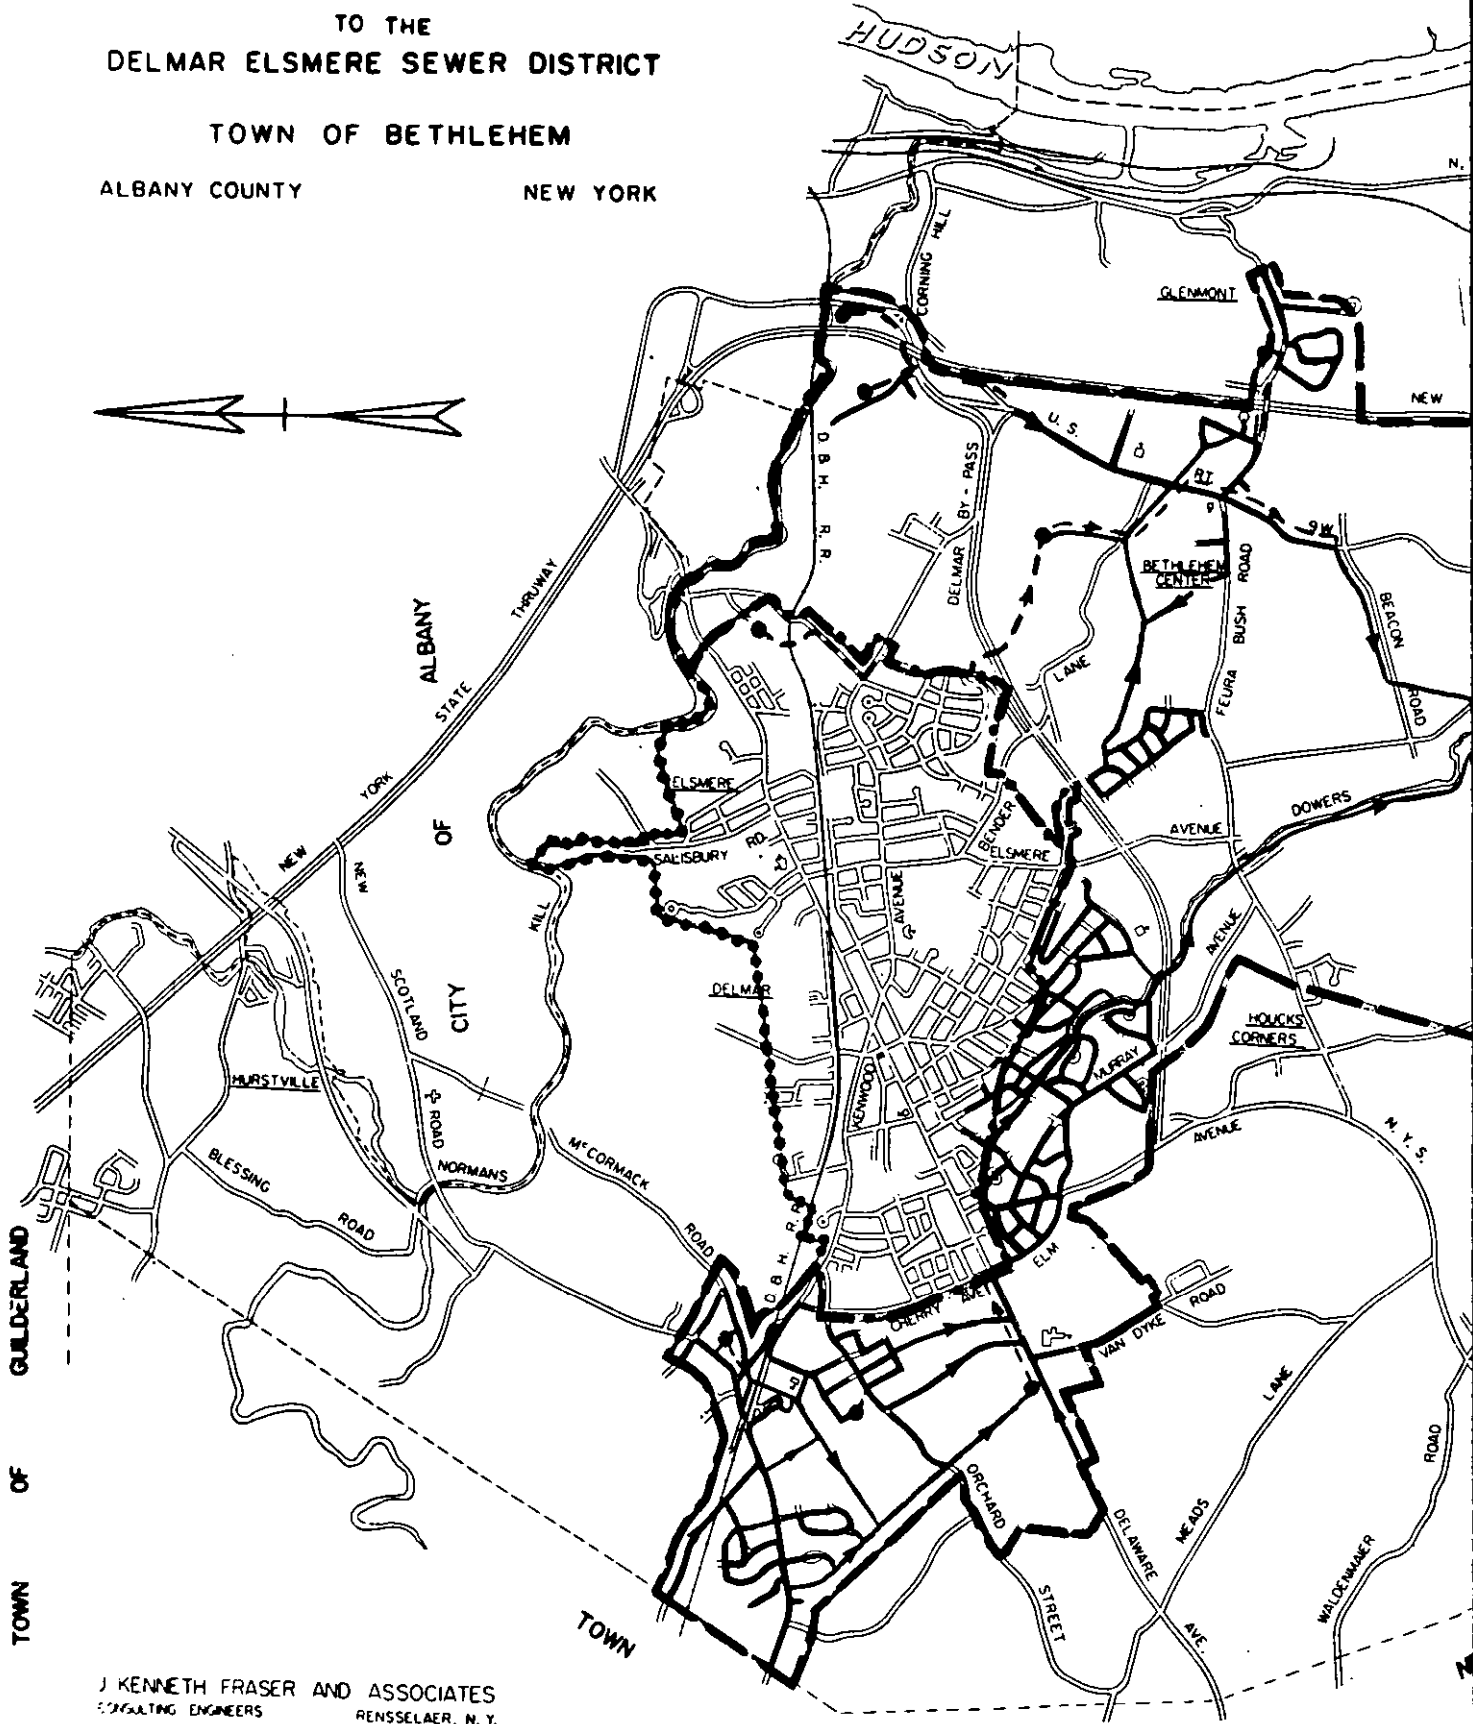 TO THE
DELMAR ELSMERE SEWER DISTRICT
TOWN OF BETHLEHEM
ALBANY COUNTY NEW YORK
HUDSON
N.
CORNING HILL
GLENMONT
NEW
U. S.
RT.
9W
D. & H. R. R.
DELMAR BY-PASS
BETHLEHEM
CENTER
FEURA BUSH ROAD
BEACON ROAD
LANE
NEW YORK STATE THRUWAY
CITY OF ALBANY
ELSMERE
SALISBURY RD.
BENDER
ELSMERE
AVENUE
DOWERS
AVENUE
NEW SCOTLAND ROAD
KILL
NORMANS
DELMAR
KENWOOD
AVENUE
MURRAY
HOUCKS
CORNERS
HURSTVILLE
BLESSING ROAD
McCORMACK ROAD
D. & H. R. R.
AVENUE
N. Y. S.
ELM
CHERRY AVE.
VAN DYKE ROAD
MEADS LANE
ROAD
WALDENMAIER
ORCHARD
STREET
DELAWARE
AVE.
TOWN OF GUILDERLAND
TOWN
J KENNETH FRASER AND ASSOCIATES
CONSULTING ENGINEERS RENSSELAER, N. Y.